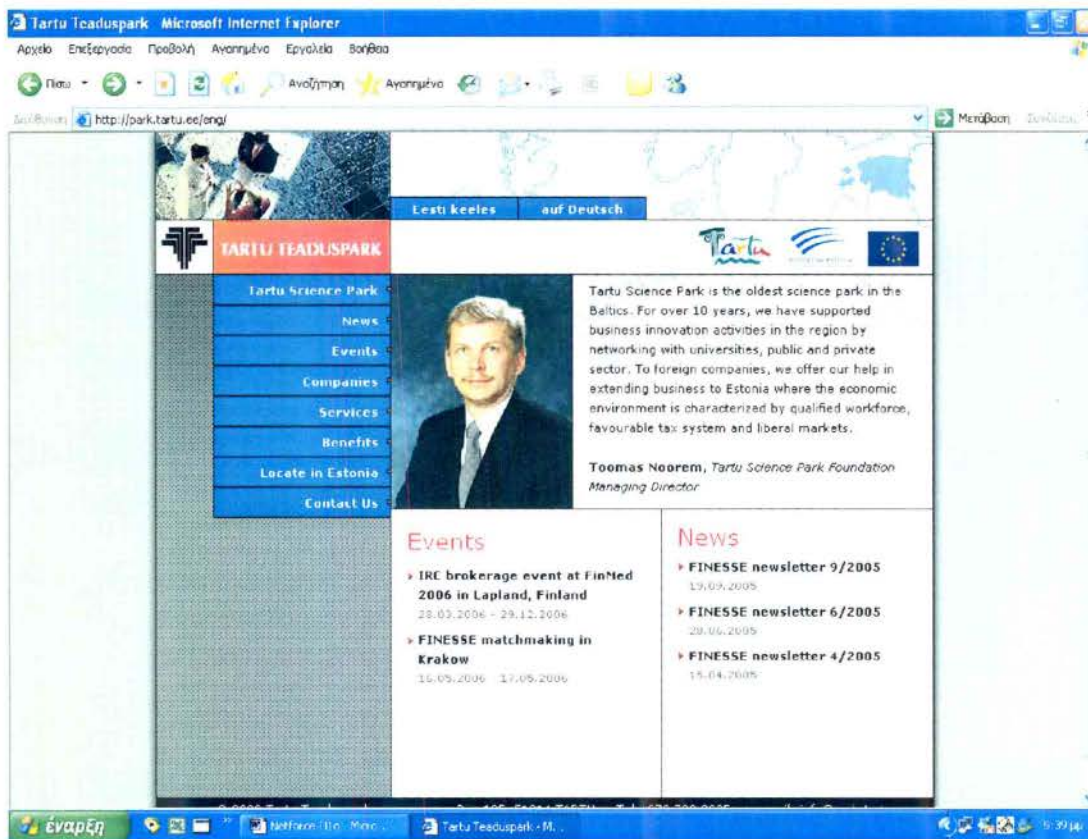 Tartu Teaduspark - Microsoft Internet Explorer
Αρχείο Επεξεργασία Προβολή Αγαπημένα Εργαλεία Βοήθεια
Πίσω Αναζήτηση Αγαπημένα
Διεύθυνση http://park.tartu.ee/eng/ Μετάβαση Συνδέσεις
Eesti keeles auf Deutsch
TARTU TEADUSPARK
Tartu
Tartu Science Park
News
Events
Companies
Services
Benefits
Locate in Estonia
Contact Us
Tartu Science Park is the oldest science park in the
Baltics. For over 10 years, we have supported
business innovation activities in the region by
networking with universities, public and private
sector. To foreign companies, we offer our help in
extending business to Estonia where the economic
environment is characterized by qualified workforce,
favourable tax system and liberal markets.
Toomas Noorem, Tartu Science Park Foundation
Managing Director
Events
IRC brokerage event at FinMed
2006 in Lapland, Finland
28.03.2006 - 29.12.2006
FINESSE matchmaking in
Krakow
16.05.2006 - 17.05.2006
News
FINESSE newsletter 9/2005
19.09.2005
FINESSE newsletter 6/2005
28.06.2005
FINESSE newsletter 4/2005
15.04.2005
έναρξη Tartu Teaduspark - M...